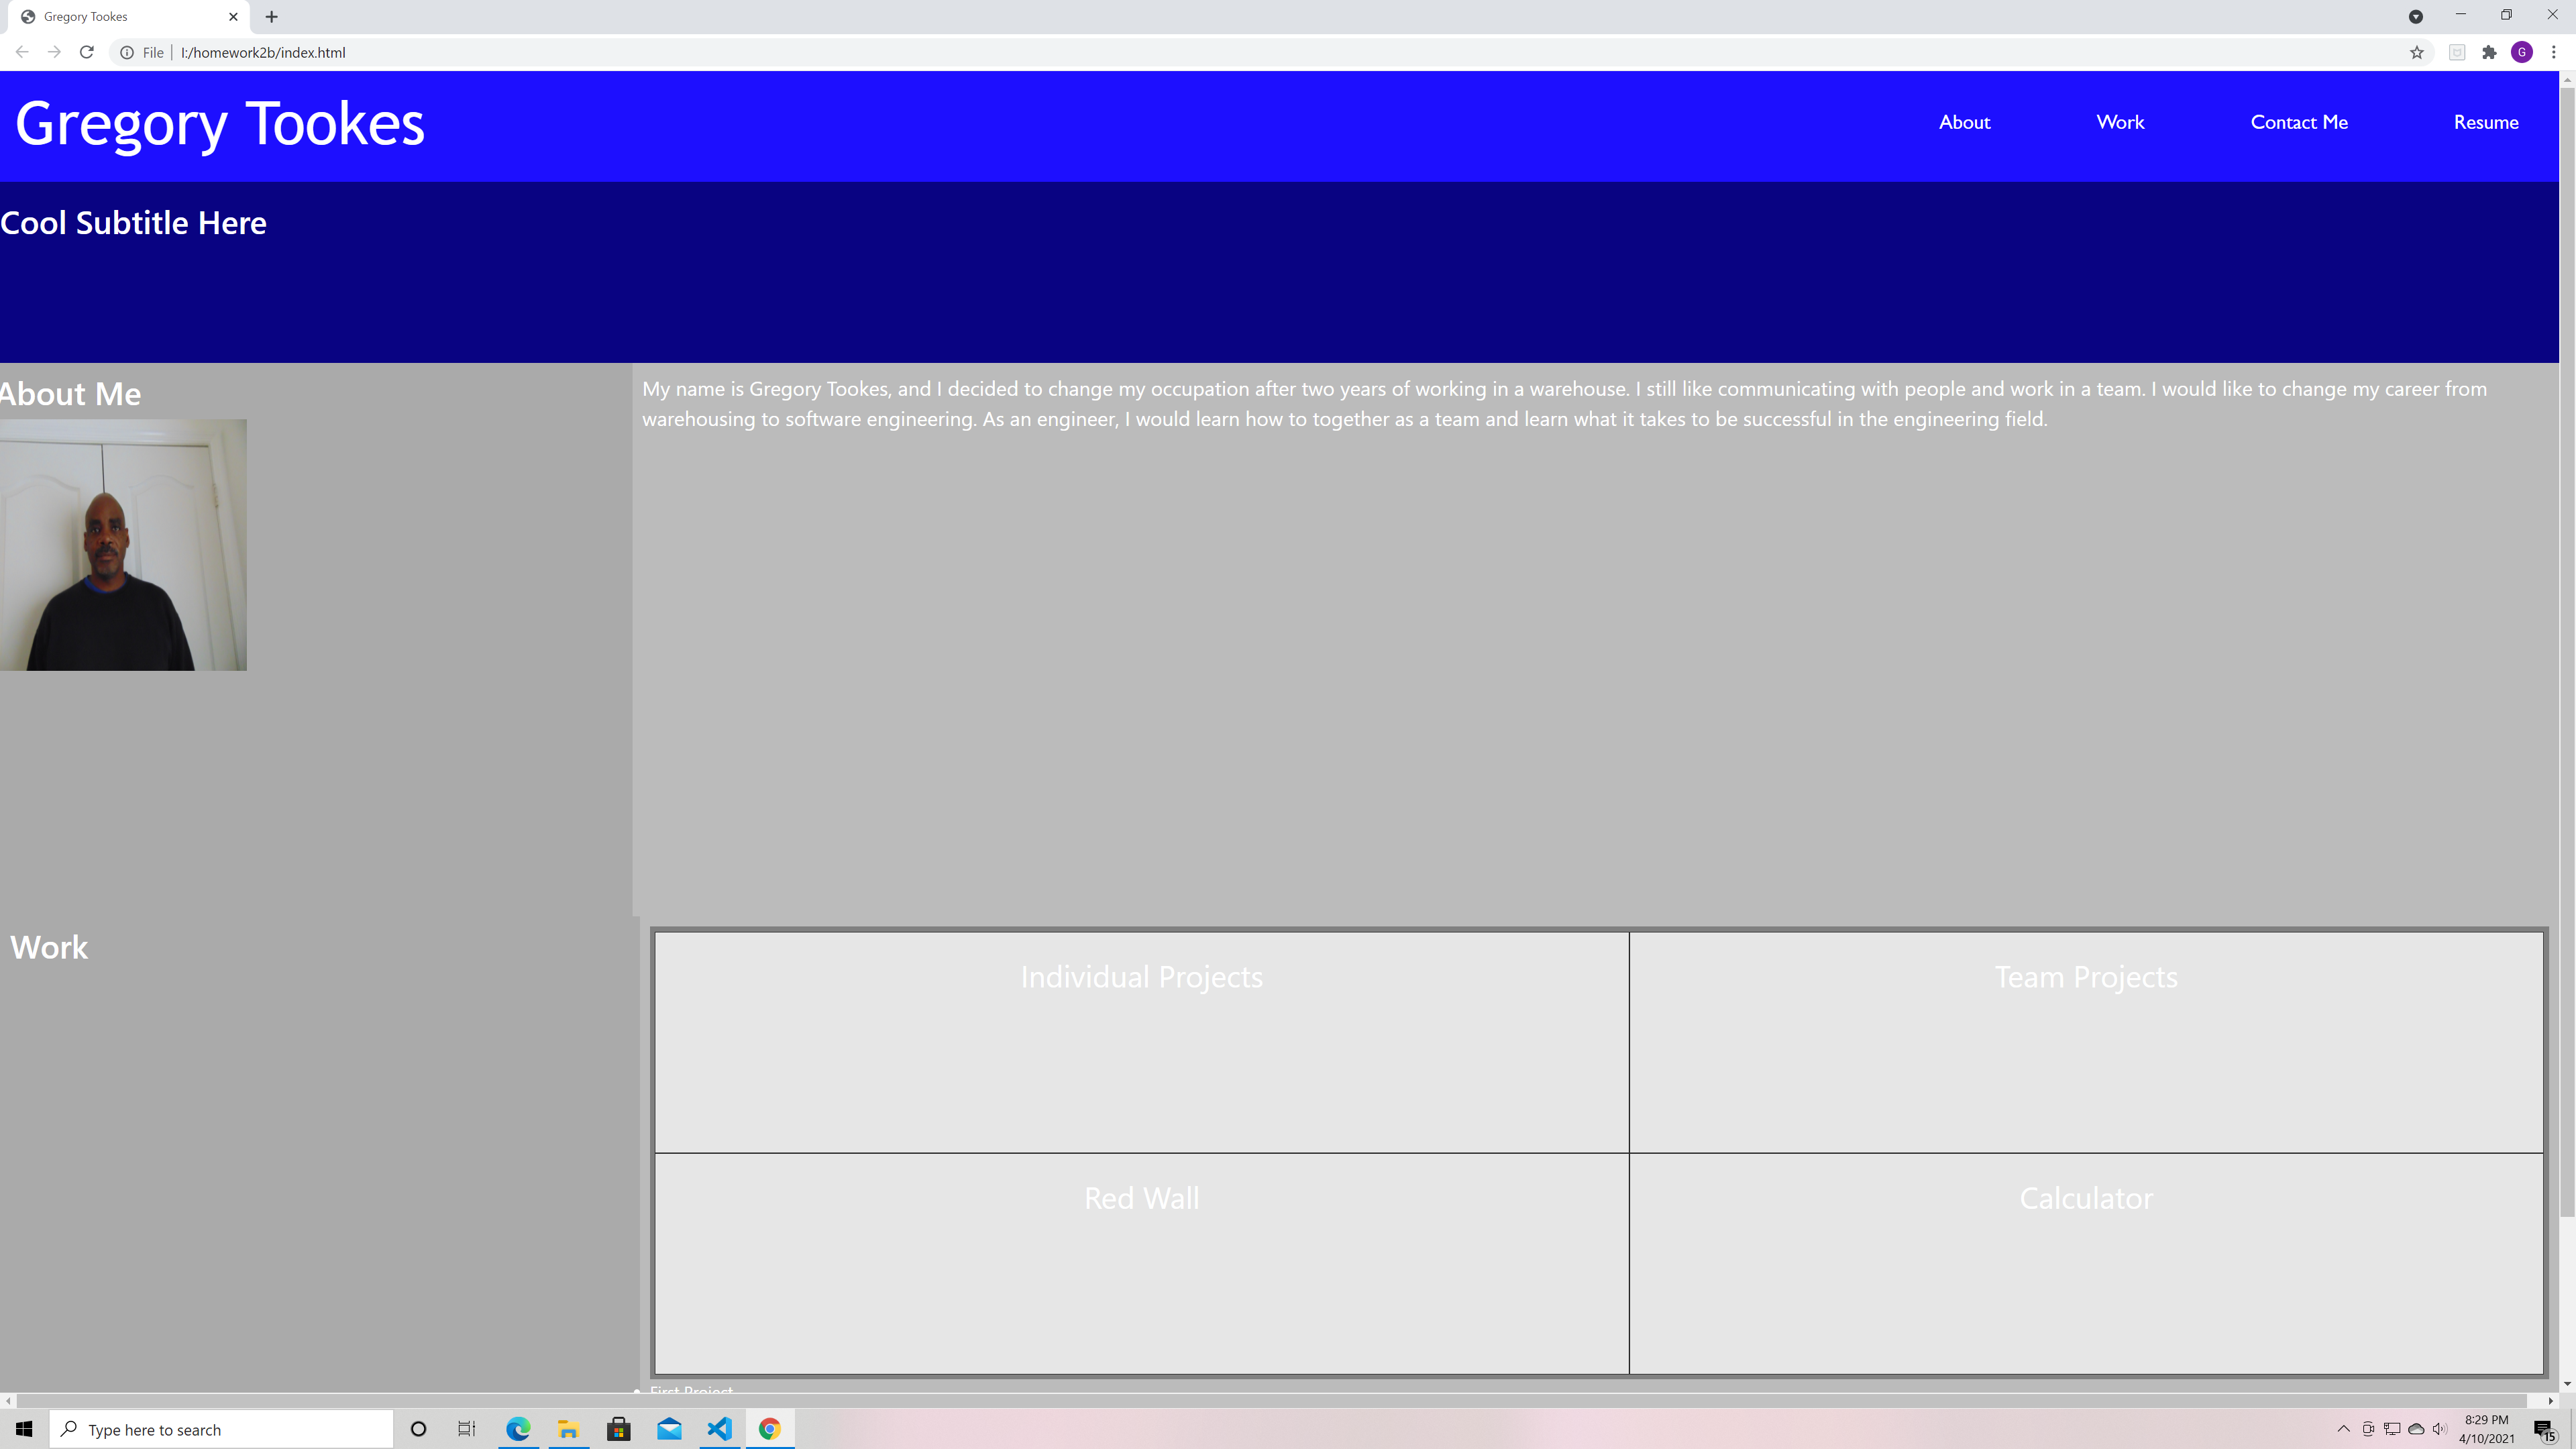 Gregory Tookes
File
I:/homework2b/index.html
G
Gregory Tookes
About
Work
Contact Me
Resume
Cool Subtitle Here
About Me
My name is Gregory Tookes, and I decided to change my occupation after two years of working in a warehouse. I still like communicating with people and work in a team. I would like to change my career from
warehousing to software engineering. As an engineer, I would learn how to together as a team and learn what it takes to be successful in the engineering field.
Work
Individual Projects
Team Projects
Red Wall
Calculator
First Project
Type here to search
8:29 PM
4/10/2021
15